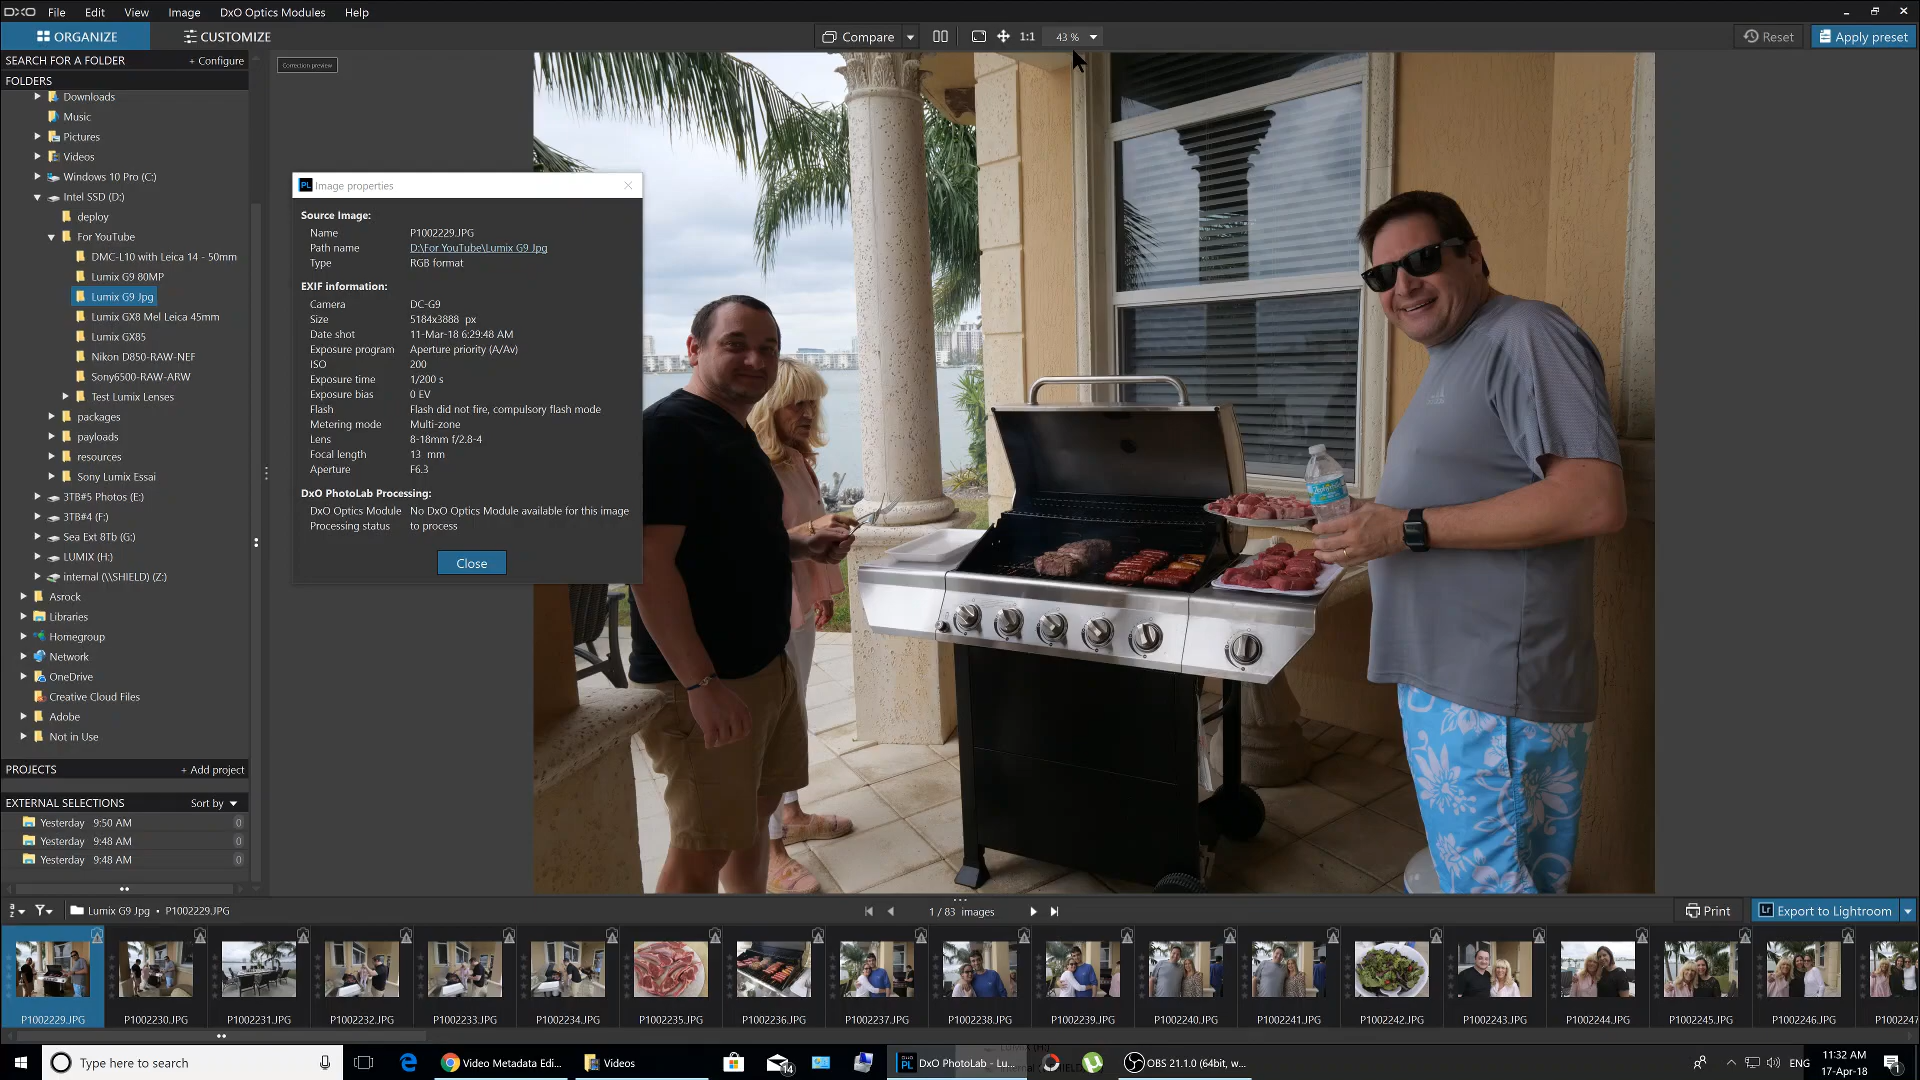 DXO File Edit View Image DxO Optics Modules Help
ORGANIZE CUSTOMIZE Compare 1:1 43 % Reset Apply preset
SEARCH FOR A FOLDER + Configure
FOLDERS
Downloads
Music
Pictures
Videos
Windows 10 Pro (C:)
Intel SSD (D:)
deploy
For YouTube
DMC-L10 with Leica 14 - 50mm
Lumix G9 80MP
Lumix G9 Jpg
Lumix GX8 Mel Leica 45mm
Lumix GX85
Nikon D850-RAW-NEF
Sony6500-RAW-ARW
Test Lumix Lenses
packages
payloads
resources
Sony Lumix Essai
3TB#5 Photos (E:)
3TB#4 (F:)
Sea Ext 8Tb (G:)
LUMIX (H:)
internal (\\SHIELD) (Z:)
Asrock
Libraries
Homegroup
Network
OneDrive
Creative Cloud Files
Adobe
Not in Use
PROJECTS + Add project
EXTERNAL SELECTIONS Sort by
Yesterday 9:50 AM 0
Yesterday 9:48 AM 0
Yesterday 9:48 AM 0
Correction preview
PL Image properties
Source Image:
Name P1002229.JPG
Path name D:\For YouTube\Lumix G9 Jpg
Type RGB format
EXIF information:
Camera DC-G9
Size 5184x3888 px
Date shot 11-Mar-18 6:29:48 AM
Exposure program Aperture priority (A/Av)
ISO 200
Exposure time 1/200 s
Exposure bias 0 EV
Flash Flash did not fire, compulsory flash mode
Metering mode Multi-zone
Lens 8-18mm f/2.8-4
Focal length 13 mm
Aperture F6.3
DxO PhotoLab Processing:
DxO Optics Module No DxO Optics Module available for this image
Processing status to process
Close
Lumix G9 Jpg • P1002229.JPG 1 / 83 images Print Lr Export to Lightroom
P1002229.JPG P1002230.JPG P1002231.JPG P1002232.JPG P1002233.JPG P1002234.JPG P1002235.JPG P1002236.JPG P1002237.JPG P1002238.JPG P1002239.JPG P1002240.JPG P1002241.JPG P1002242.JPG P1002243.JPG P1002244.JPG P1002245.JPG P1002246.JPG P1002247
Type here to search Video Metadata Edi... Videos 14 PL DxO PhotoLab - Lu... OBS 21.1.0 (64bit, w... ENG 11:32 AM 1
17-Apr-18